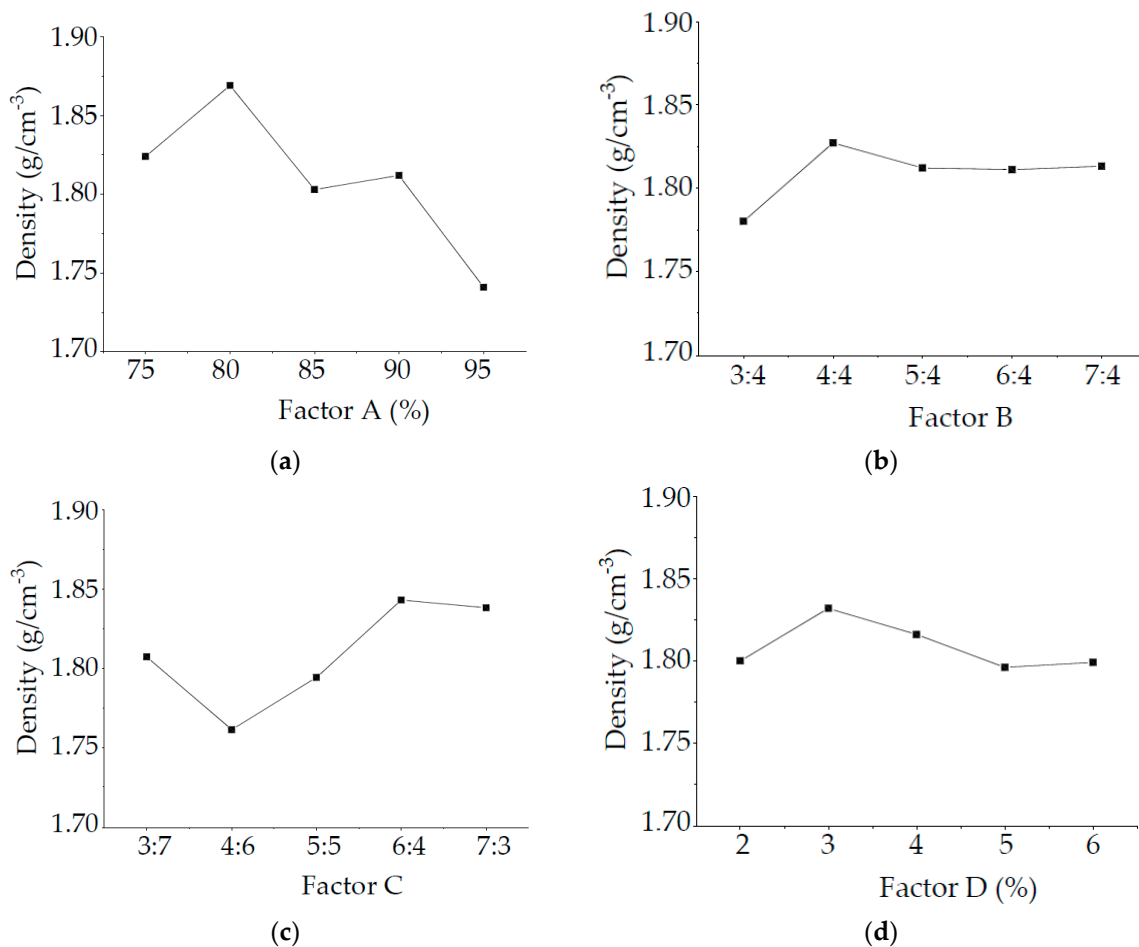 1.90
1.85
1.80
1.75
1.70
Density (g/cm⁻³)
75 80 85 90 95
Factor A (%)
(a)
1.90
1.85
1.80
1.75
1.70
Density (g/cm⁻³)
3:4 4:4 5:4 6:4 7:4
Factor B
(b)
1.90
1.85
1.80
1.75
1.70
Density (g/cm⁻³)
3:7 4:6 5:5 6:4 7:3
Factor C
(c)
1.90
1.85
1.80
1.75
1.70
Density (g/cm⁻³)
2 3 4 5 6
Factor D (%)
(d)